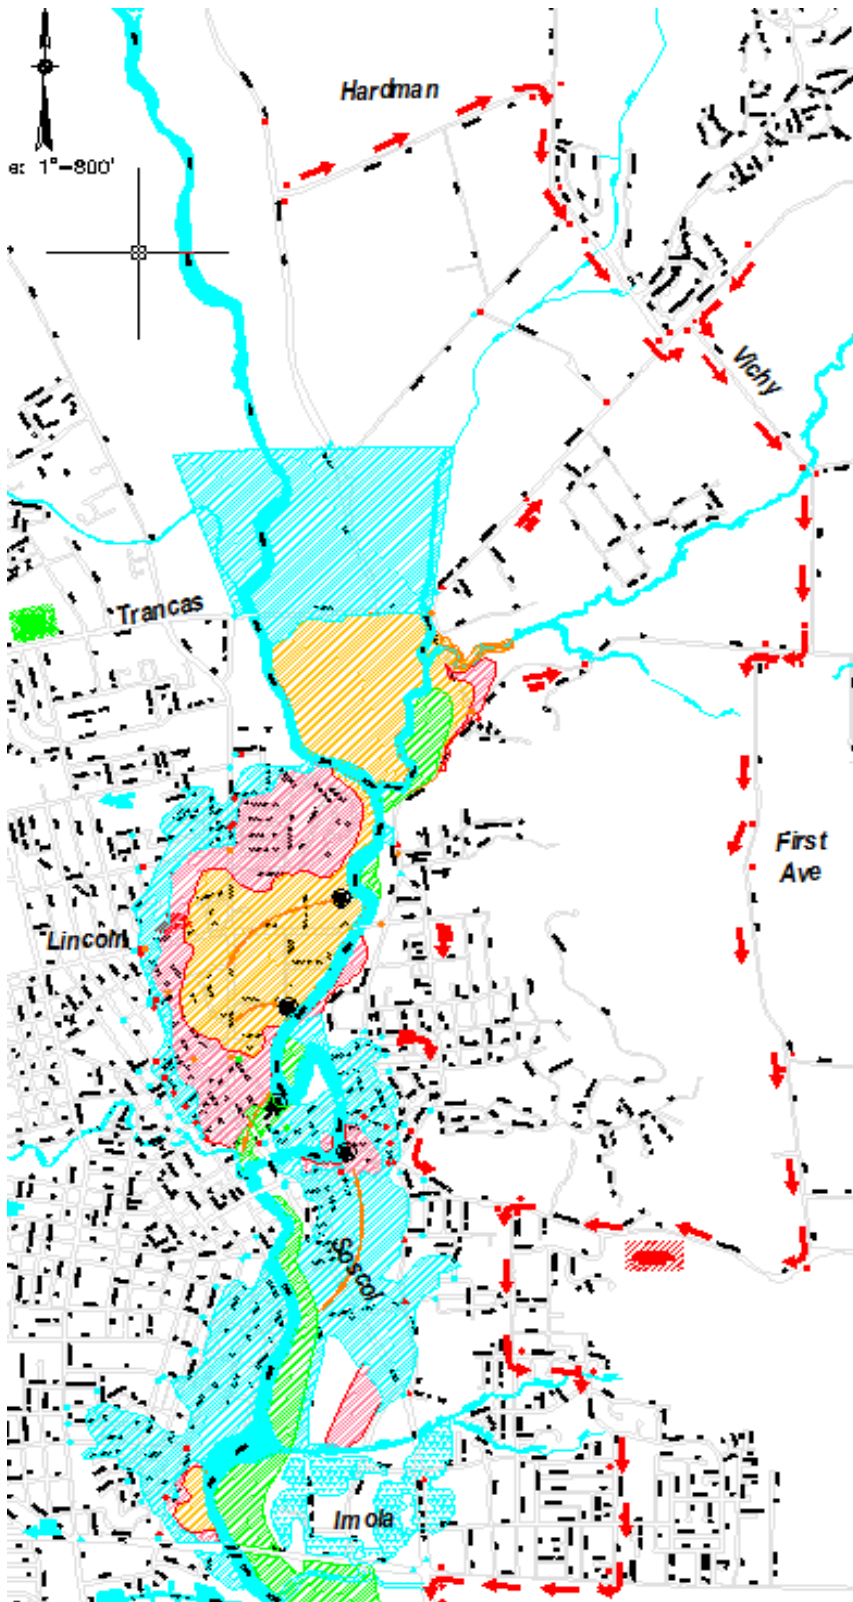 Hardman
e: 1"=800'
Vichy
Trancas
First
Ave
Lincoln
Soscol
Imola